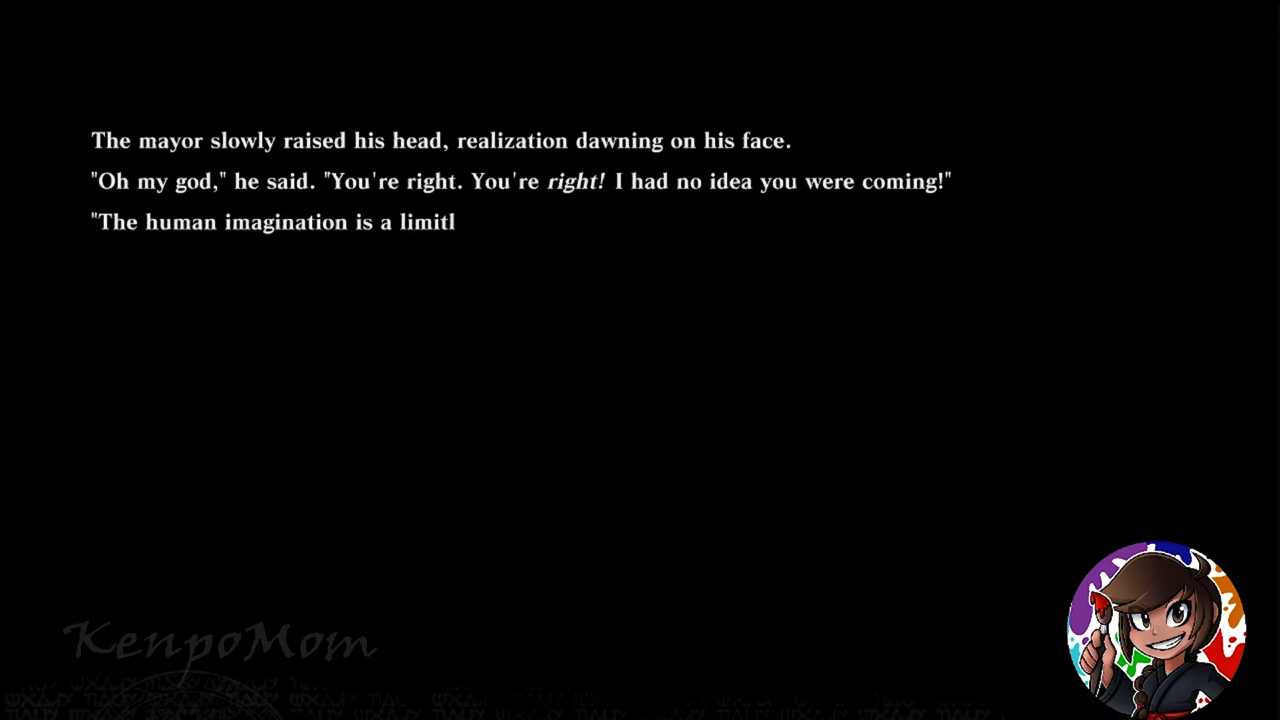 The mayor slowly raised his head, realization dawning on his face.
"Oh my god," he said. "You're right. You're right! I had no idea you were coming!"
"The human imagination is a limitl
KenpoMom